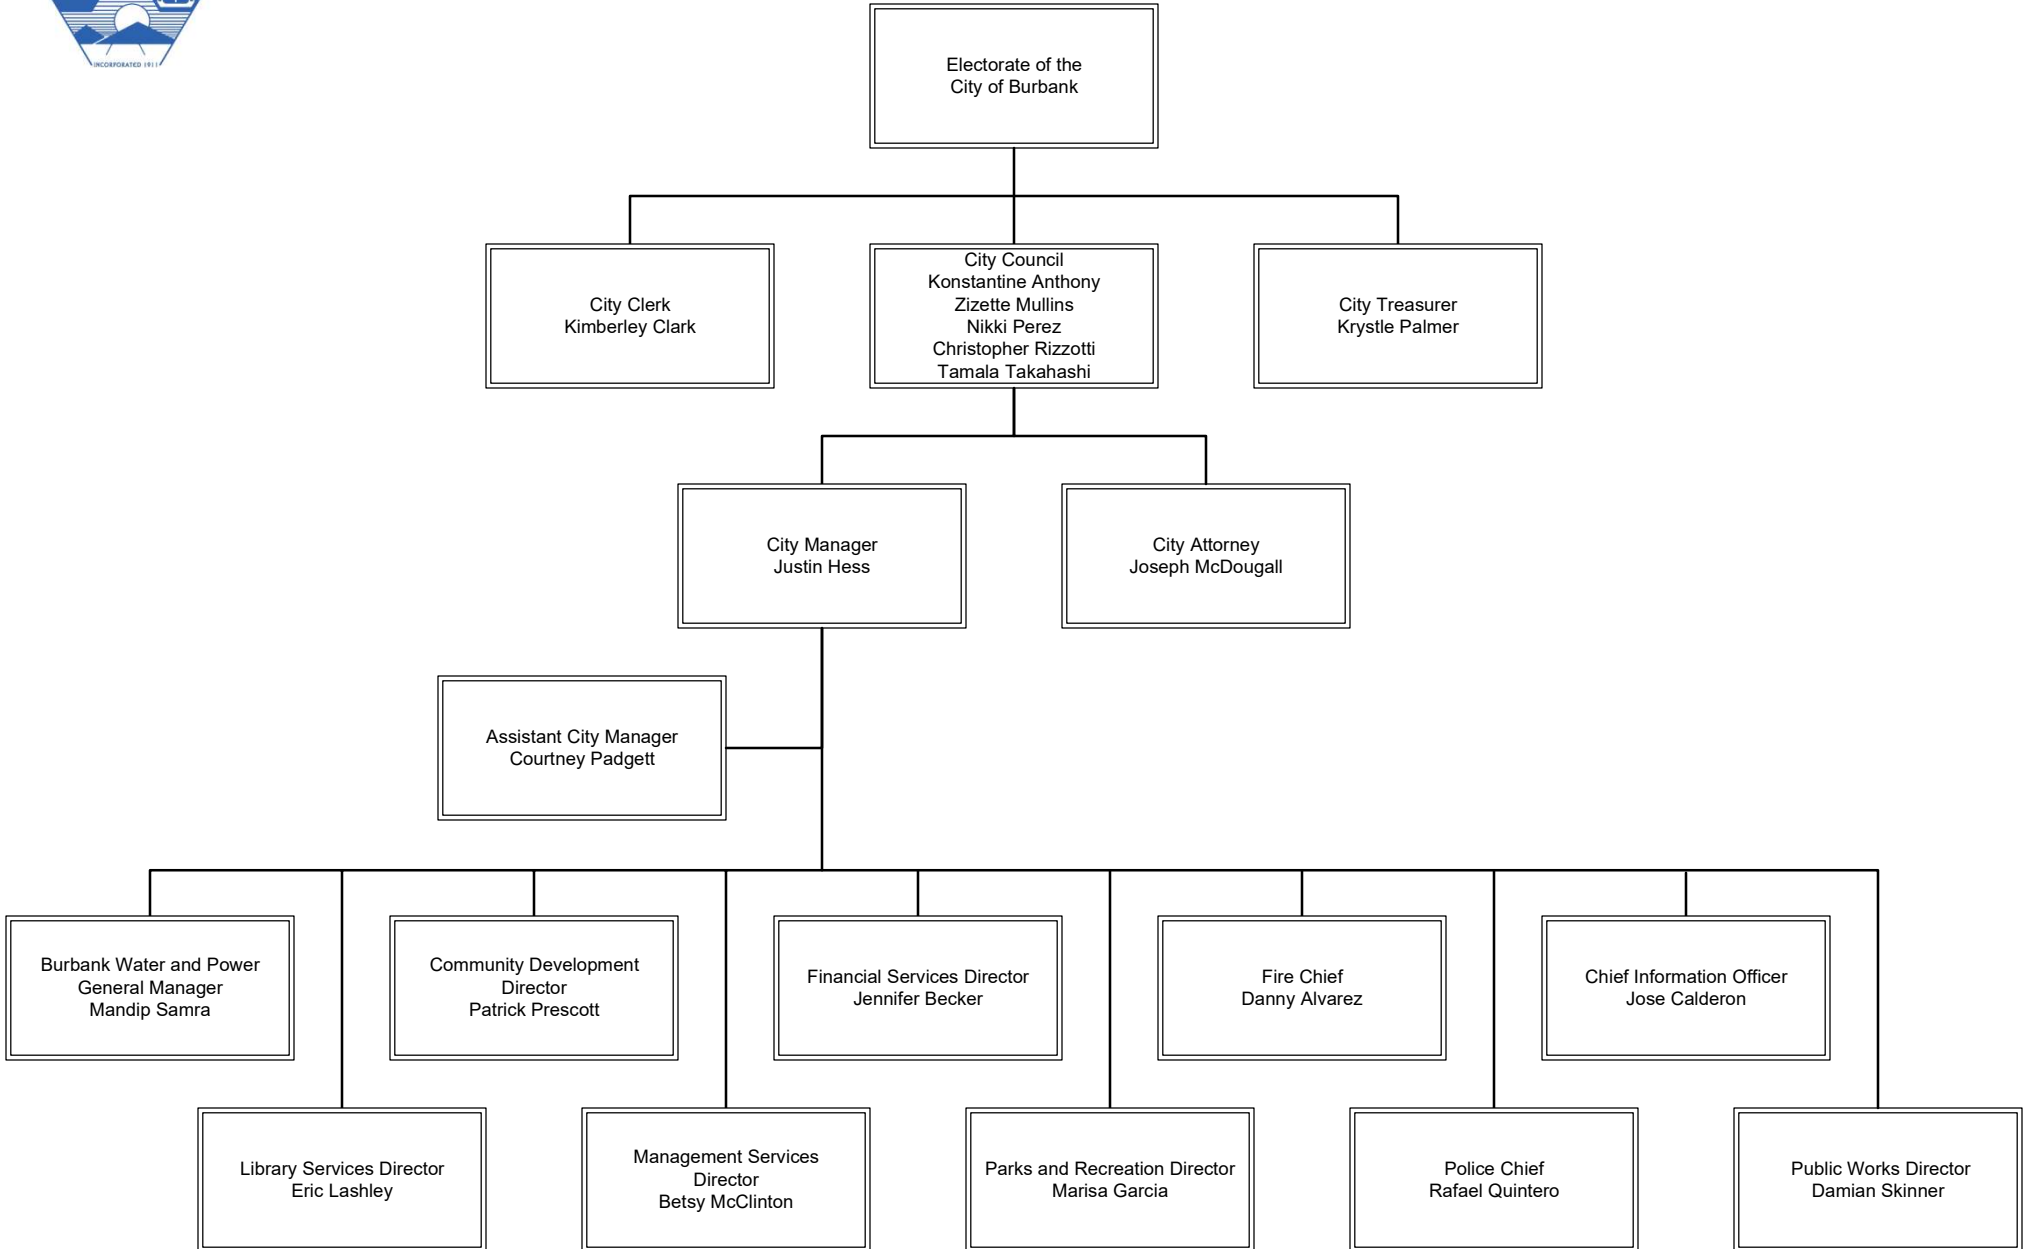 INCORPORATED 1911
Electorate of the
City of Burbank
City Clerk
Kimberley Clark
City Council
Konstantine Anthony
Zizette Mullins
Nikki Perez
Christopher Rizzotti
Tamala Takahashi
City Treasurer
Krystle Palmer
City Manager
Justin Hess
City Attorney
Joseph McDougall
Assistant City Manager
Courtney Padgett
Burbank Water and Power
General Manager
Mandip Samra
Community Development
Director
Patrick Prescott
Financial Services Director
Jennifer Becker
Fire Chief
Danny Alvarez
Chief Information Officer
Jose Calderon
Library Services Director
Eric Lashley
Management Services
Director
Betsy McClinton
Parks and Recreation Director
Marisa Garcia
Police Chief
Rafael Quintero
Public Works Director
Damian Skinner